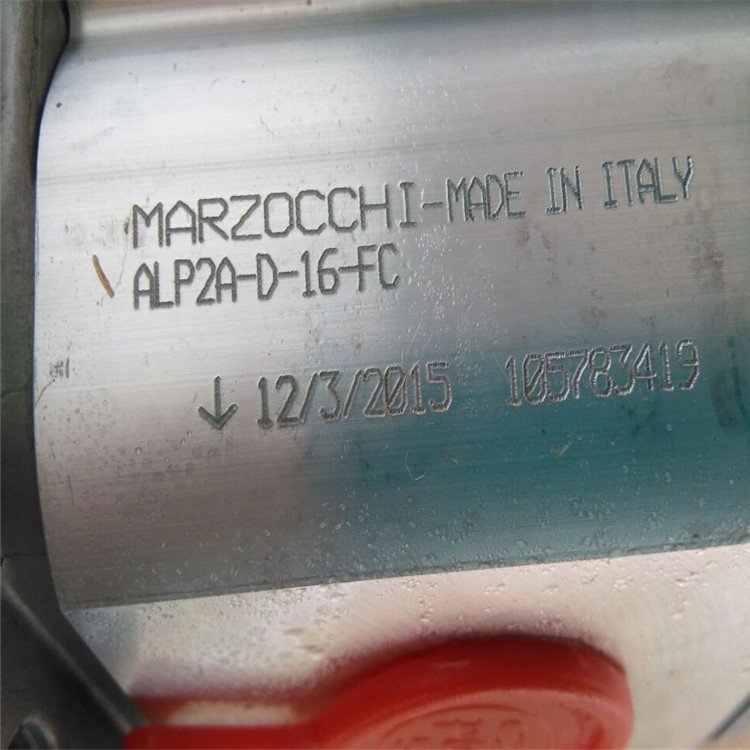 MARZOCCHI-MADE IN ITALY
ALP2A-D-16-FC
↓ 12/3/2015 105783419